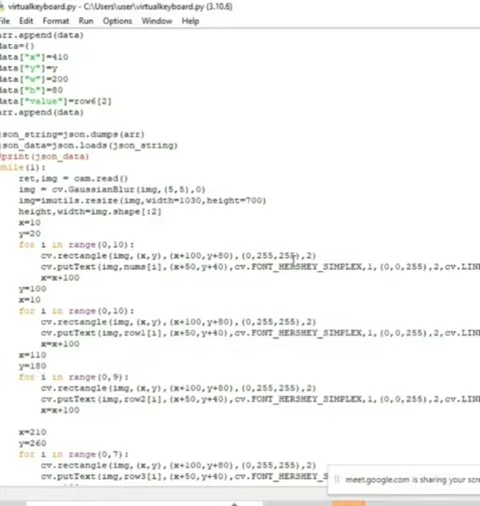 virtualkeyboard.py - C:\Users\user\virtualkeyboard.py (3.10.6)
File Edit Format Run Options Window Help
arr.append(data)
data={}
data["x"]=410
data["y"]=y
data["w"]=200
data["h"]=80
data["value"]=row6[2]
arr.append(data)
json_string=json.dumps(arr)
json_data=json.loads(json_string)
#print(json_data)
while(1):
ret,img = cam.read()
img = cv.GaussianBlur(img,(5,5),0)
img=imutils.resize(img,width=1030,height=700)
height,width=img.shape[:2]
x=10
y=20
for i in range(0,10):
cv.rectangle(img,(x,y),(x+100,y+80),(0,255,255),2)
cv.putText(img,nums[i],(x+50,y+40),cv.FONT_HERSHEY_SIMPLEX,1,(0,0,255),2,cv.LINE
x=x+100
y=100
x=10
for i in range(0,10):
cv.rectangle(img,(x,y),(x+100,y+80),(0,255,255),2)
cv.putText(img,row1[i],(x+50,y+40),cv.FONT_HERSHEY_SIMPLEX,1,(0,0,255),2,cv.LINE
x=x+100
x=110
y=180
for i in range(0,9):
cv.rectangle(img,(x,y),(x+100,y+80),(0,255,255),2)
cv.putText(img,row2[i],(x+50,y+40),cv.FONT_HERSHEY_SIMPLEX,1,(0,0,255),2,cv.LINE
x=x+100
x=210
y=260
for i in range(0,7):
cv.rectangle(img,(x,y),(x+100,y+80),(0,255,255),2)
cv.putText(img,row3[i],(x+50,y+40),cv.FONT_HERSHEY_S
meet.google.com is sharing your scre